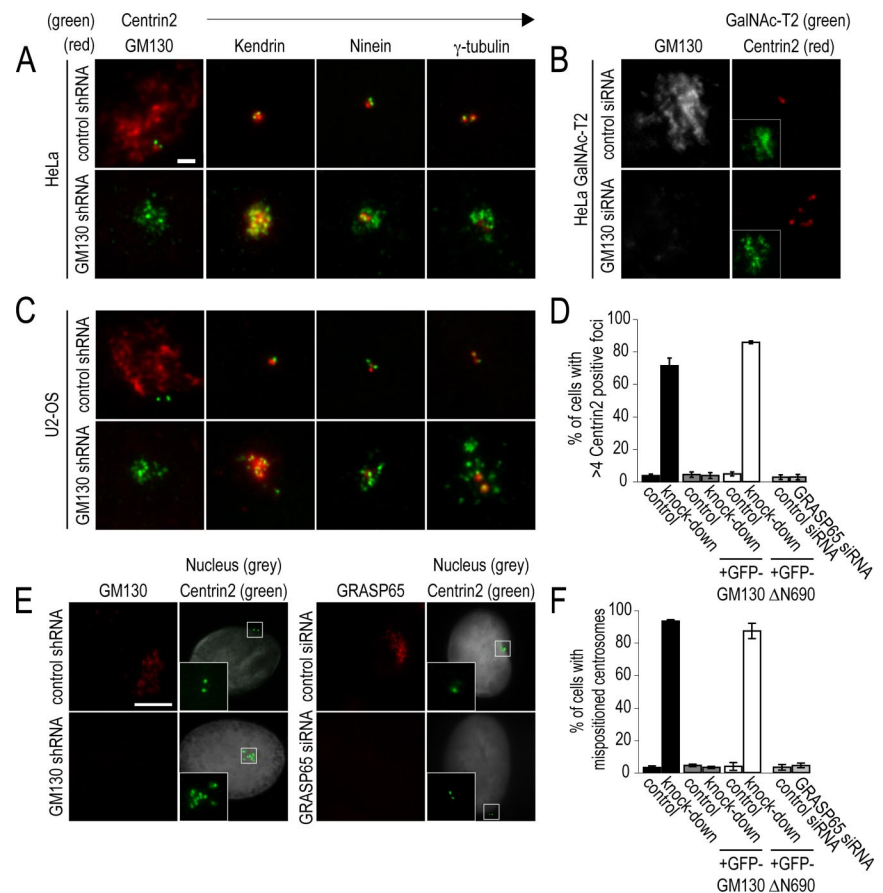 (green) Centrin2
(red) GM130 Kendrin Ninein γ-tubulin
A
HeLa
control shRNA
GM130 shRNA
GalNAc-T2 (green)
GM130 Centrin2 (red)
B
HeLa GalNAc-T2
control siRNA
GM130 siRNA
C
U2-OS
control shRNA
GM130 shRNA
D
% of cells with
>4 Centrin2 positive foci
100
80
60
40
20
0
control
knock-down
control
knock-down
control
knock-down
control siRNA
GRASP65 siRNA
+GFP- +GFP-
GM130 ΔN690
Nucleus (grey) Nucleus (grey)
E
GM130 Centrin2 (green) GRASP65 Centrin2 (green)
control shRNA
GM130 shRNA
control siRNA
GRASP65 siRNA
F
% of cells with
mispositioned centrosomes
100
80
60
40
20
0
control
knock-down
control
knock-down
control
knock-down
control siRNA
GRASP65 siRNA
+GFP- +GFP-
GM130 ΔN690